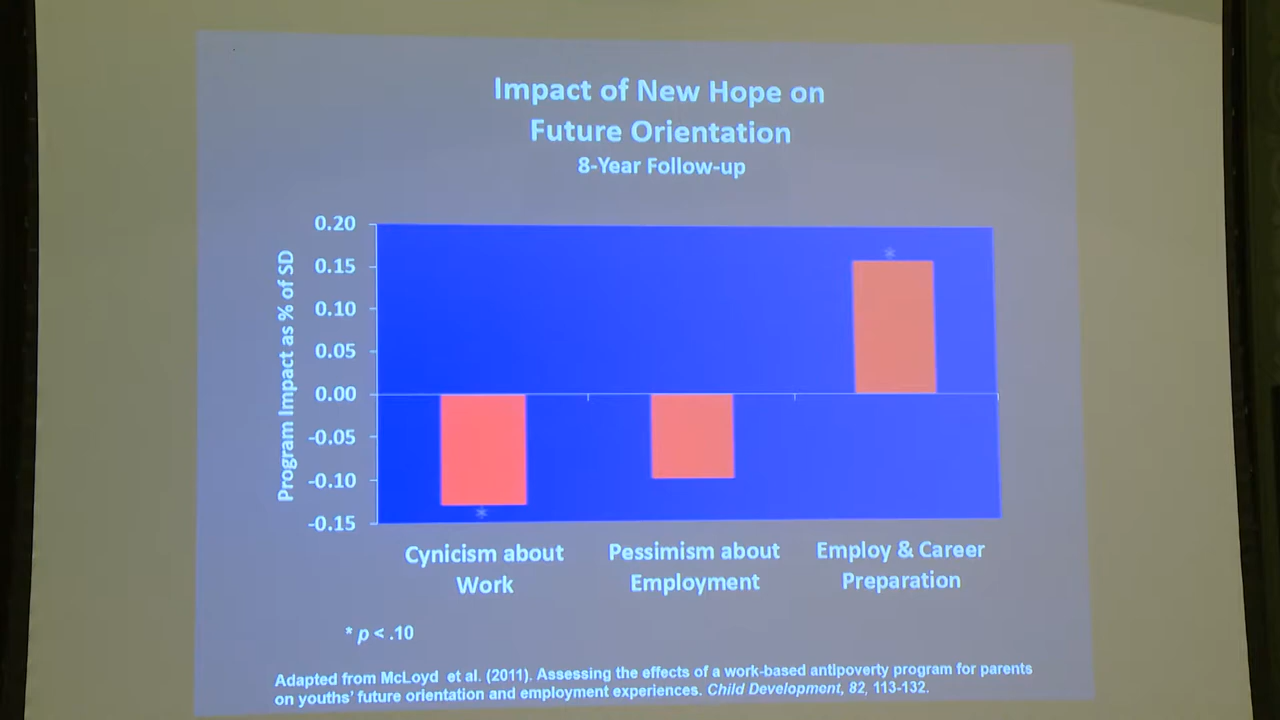 Impact of New Hope on
Future Orientation
8-Year Follow-up
Program Impact as % of SD
0.20
0.15
0.10
0.05
0.00
-0.05
-0.10
-0.15
*
*
Cynicism about
Work
Pessimism about
Employment
Employ & Career
Preparation
* p < .10
Adapted from McLoyd et al. (2011). Assessing the effects of a work-based antipoverty program for parents
on youths' future orientation and employment experiences. Child Development, 82, 113-132.